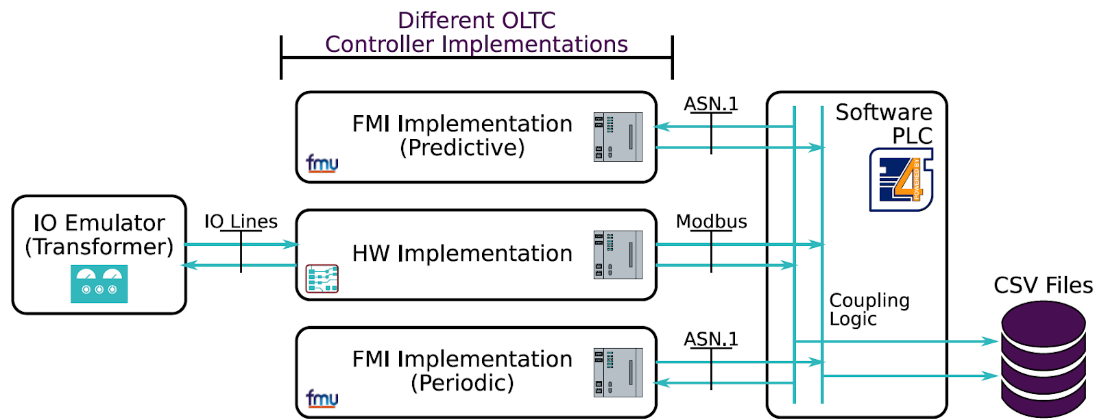 Different OLTC
Controller Implementations
FMI Implementation
(Predictive)
fmu
ASN.1
Software
PLC
4
IO Emulator
(Transformer)
IO Lines
HW Implementation
Modbus
Coupling
Logic
CSV Files
FMI Implementation
(Periodic)
fmu
ASN.1